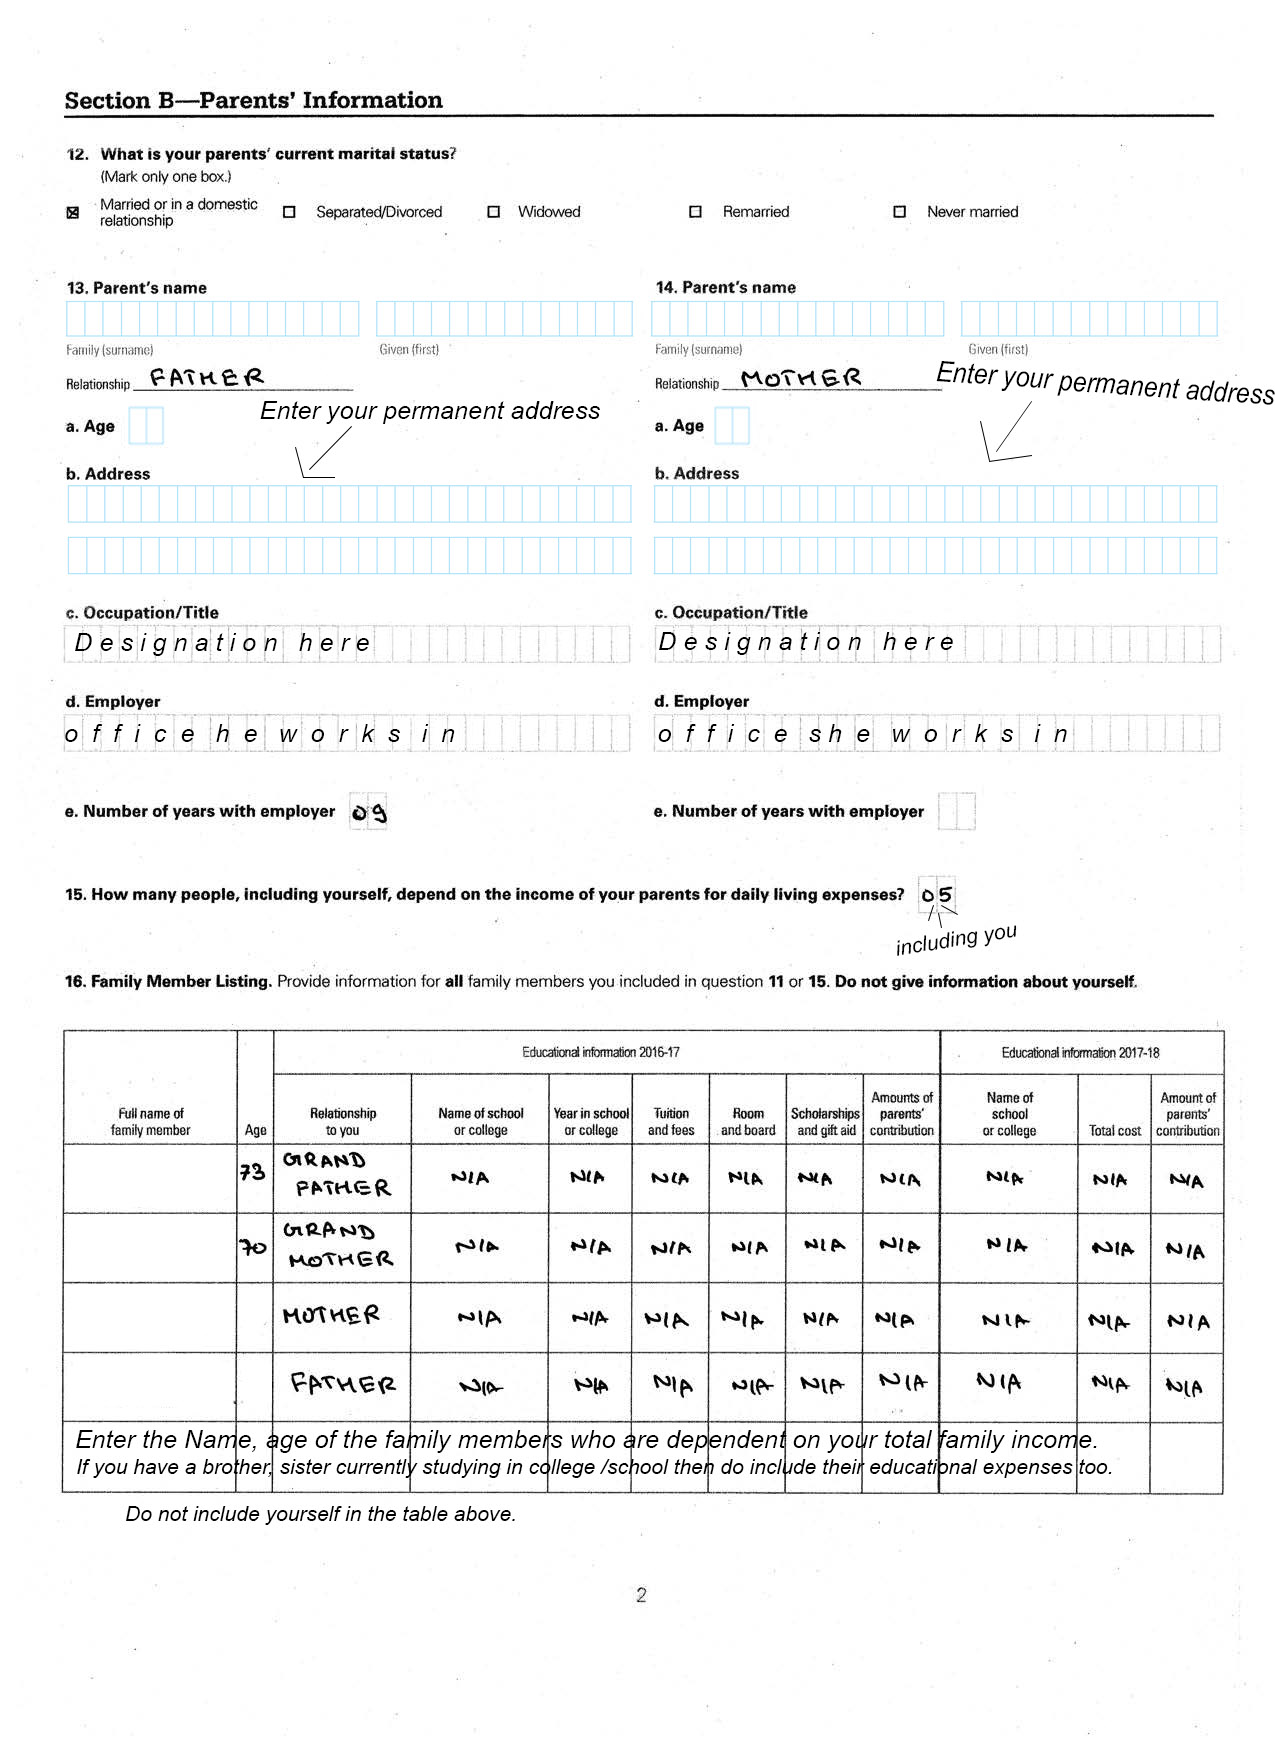 Section B—Parents' Information
12. What is your parents' current marital status?
(Mark only one box.)
Married or in a domestic relationship
Separated/Divorced
Widowed
Remarried
Never married
13. Parent's name
Family (surname) Given (first)
Relationship FATHER
a. Age
Enter your permanent address
b. Address
c. Occupation/Title
Designation here
d. Employer
office he works in
e. Number of years with employer 09
14. Parent's name
Family (surname) Given (first)
Relationship MOTHER
Enter your permanent address
a. Age
b. Address
c. Occupation/Title
Designation here
d. Employer
office she works in
e. Number of years with employer
15. How many people, including yourself, depend on the income of your parents for daily living expenses? 05
including you
16. Family Member Listing. Provide information for all family members you included in question 11 or 15. Do not give information about yourself.
Educational information 2016-17 Educational information 2017-18
Full name of family member Age Relationship to you Name of school or college Year in school or college Tuition and fees Room and board Scholarships and gift aid Amounts of parents' contribution Name of school or college Total cost Amount of parents' contribution
73 GRAND FATHER N/A N/A N/A N/A N/A N/A N/A N/A N/A
70 GRAND MOTHER N/A N/A N/A N/A N/A N/A N/A N/A N/A
MOTHER N/A N/A N/A N/A N/A N/A N/A N/A N/A
FATHER N/A N/A N/A N/A N/A N/A N/A N/A N/A
Enter the Name, age of the family members who are dependent on your total family income.
If you have a brother, sister currently studying in college /school then do include their educational expenses too.
Do not include yourself in the table above.
2